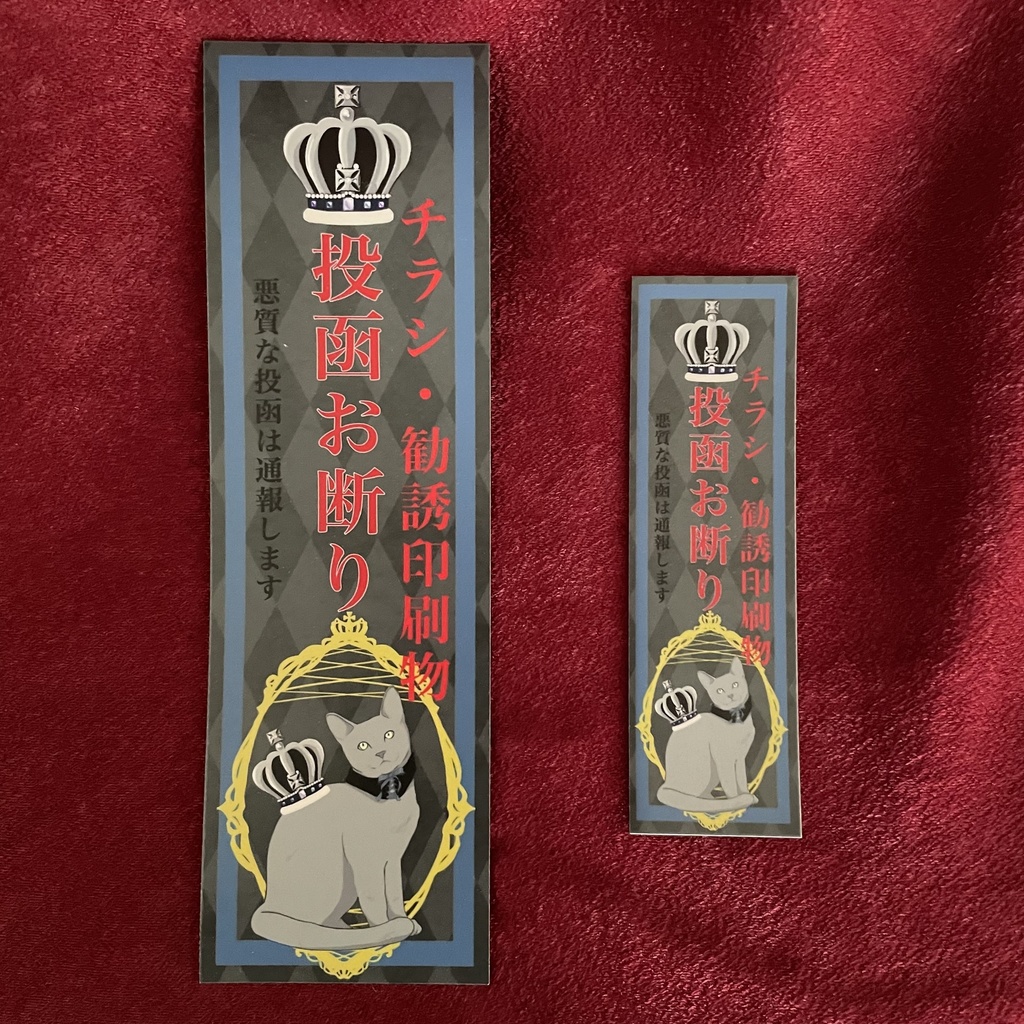 チラシ・勧誘印刷物
投函お断り
悪質な投函は通報します
チラシ・勧誘印刷物
投函お断り
悪質な投函は通報します